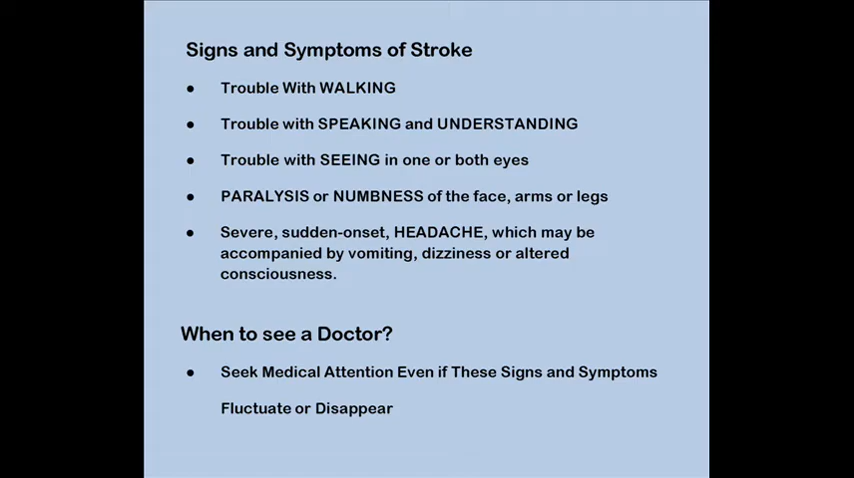 Signs and Symptoms of Stroke
● Trouble With WALKING
● Trouble with SPEAKING and UNDERSTANDING
● Trouble with SEEING in one or both eyes
● PARALYSIS or NUMBNESS of the face, arms or legs
● Severe, sudden-onset, HEADACHE, which may be
accompanied by vomiting, dizziness or altered
consciousness.
When to see a Doctor?
● Seek Medical Attention Even if These Signs and Symptoms
Fluctuate or Disappear